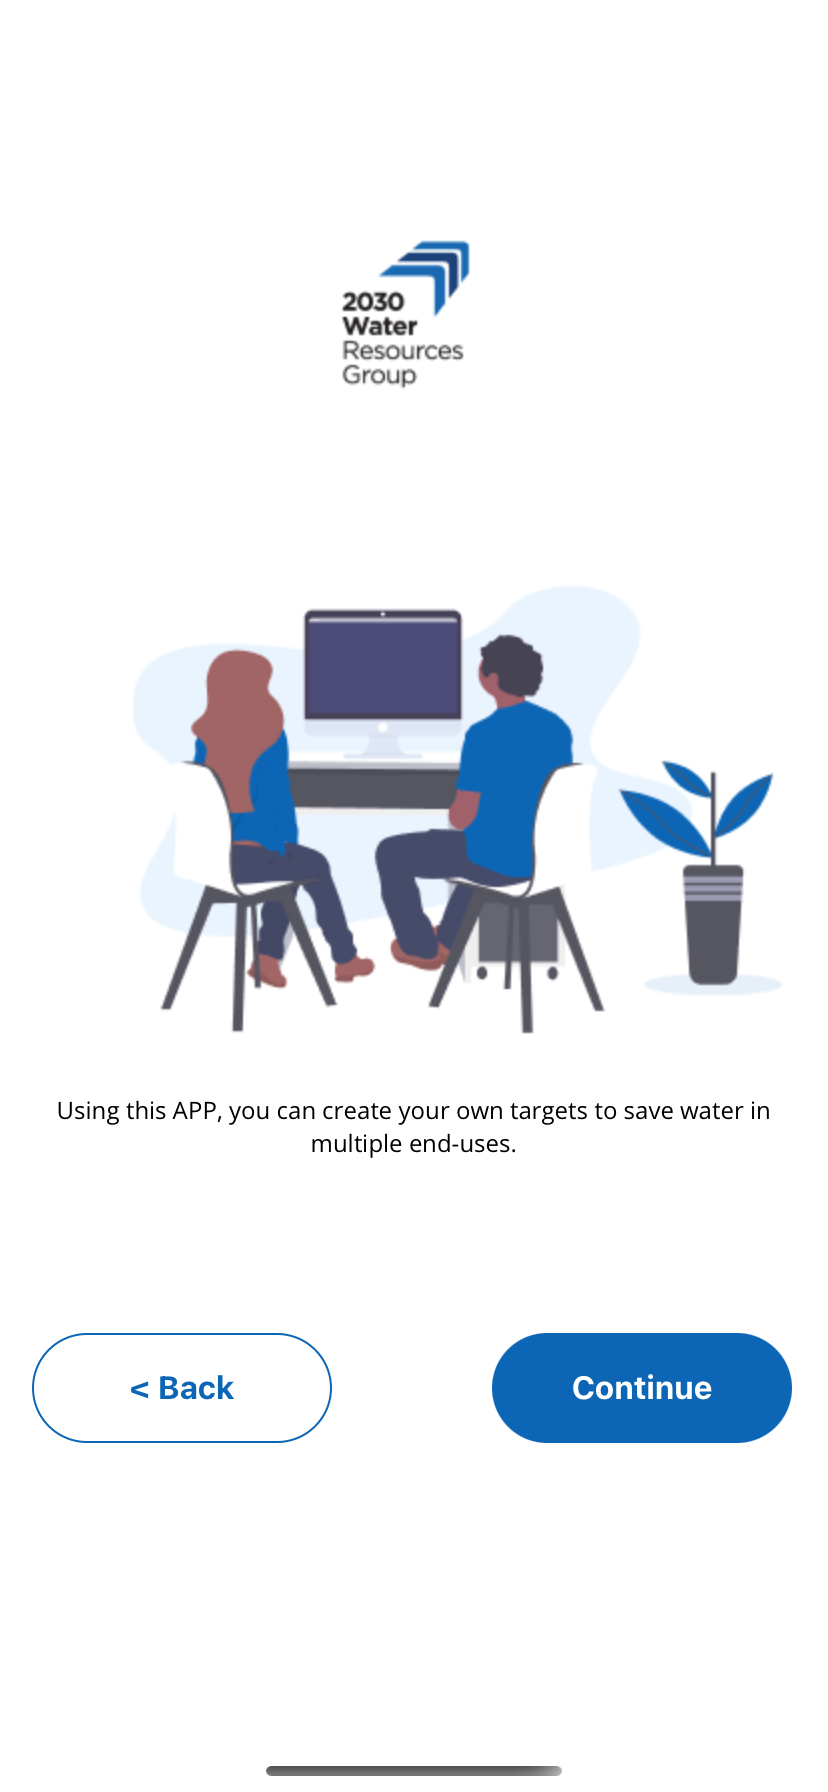 2030
Water
Resources
Group
Using this APP, you can create your own targets to save water in
multiple end-uses.
< Back
Continue